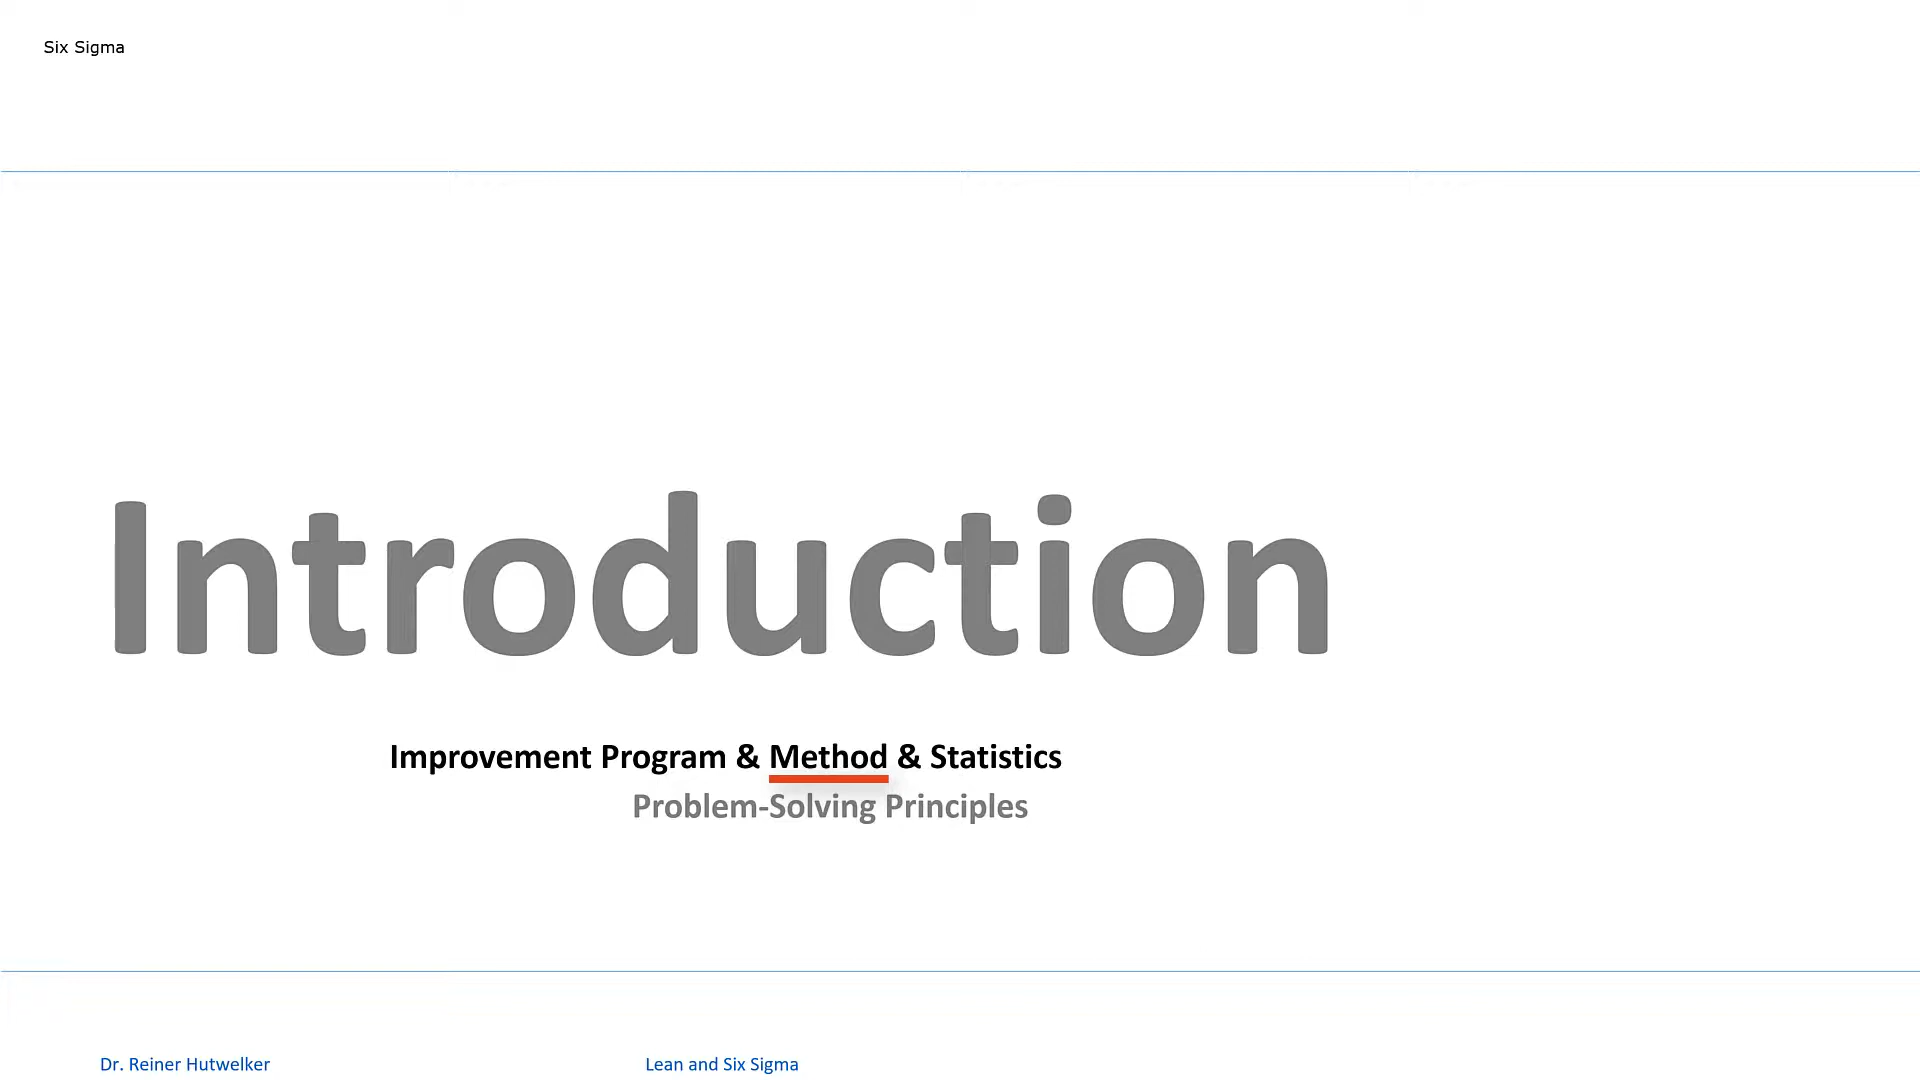 Six Sigma
Introduction
Improvement Program & Method & Statistics
Problem-Solving Principles
Dr. Reiner Hutwelker
Lean and Six Sigma